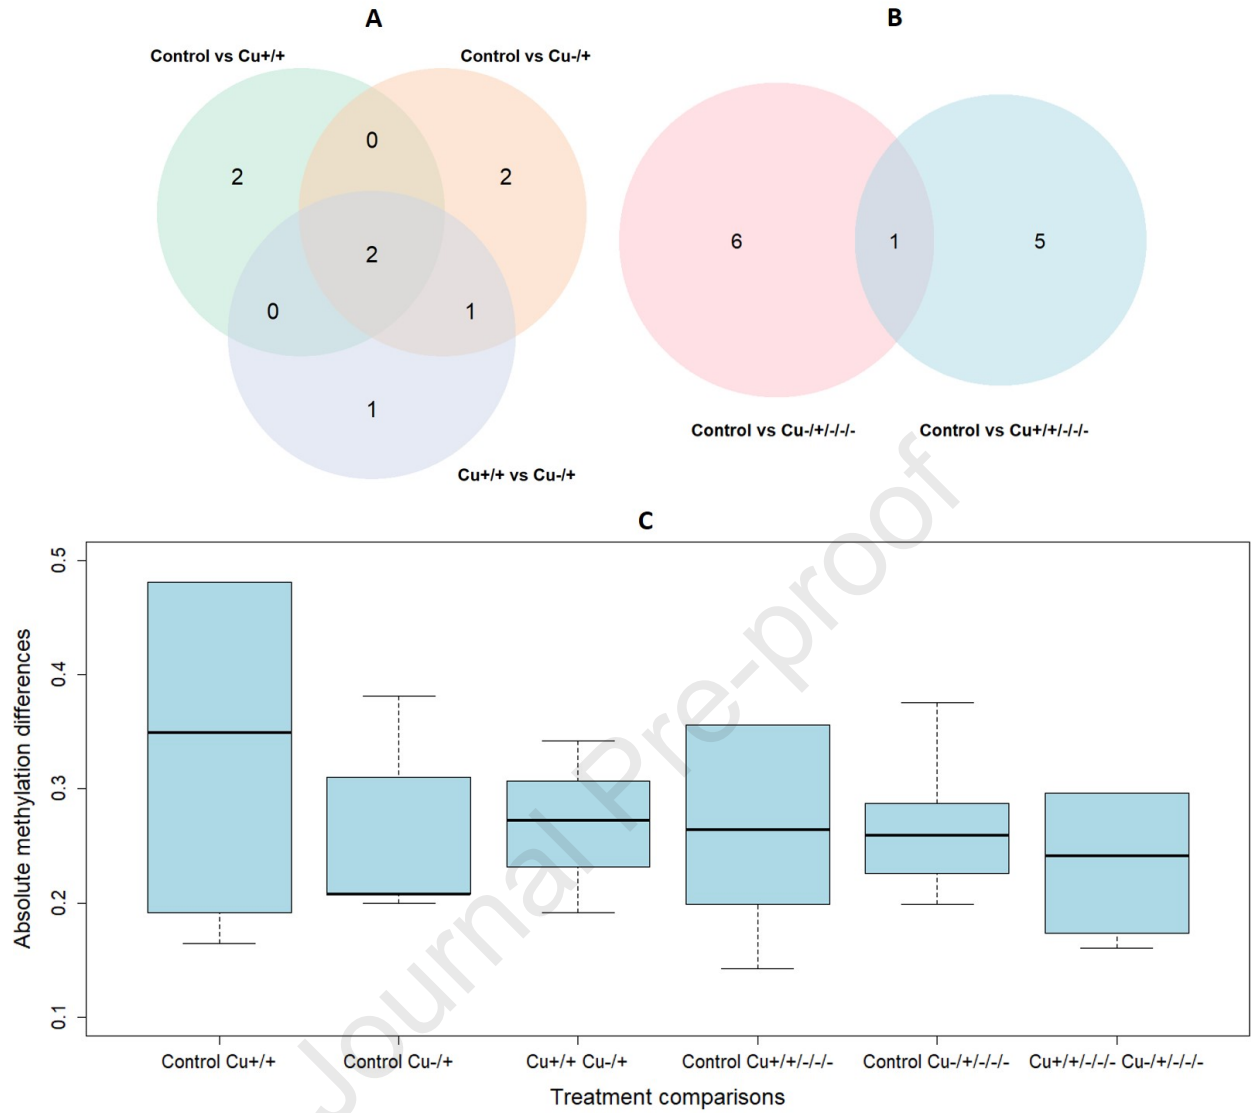 A
B
Control vs Cu+/+
Control vs Cu-/+
0
2
2
2
0
1
1
Cu+/+ vs Cu-/+
6
1
5
Control vs Cu-/+/-/-/-
Control vs Cu+/+/-/-/-
C
0.5
0.4
0.3
0.2
0.1
Absolute methylation differences
Control Cu+/+
Control Cu-/+
Cu+/+ Cu-/+
Control Cu+/+/-/-/-
Control Cu-/+/-/-/-
Cu+/+/-/-/- Cu-/+/-/-/-
Treatment comparisons
Journal Pre-proof